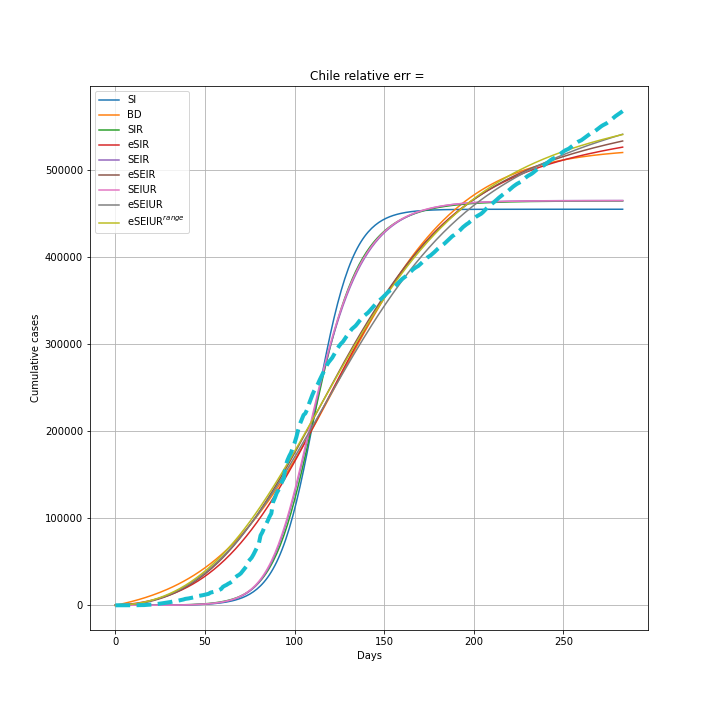 Chile relative err =
SI
BD
SIR
eSIR
SEIR
eSEIR
SEIUR
eSEIUR
eSEIUR^range
500000
400000
300000
200000
100000
0
Cumulative cases
0 50 100 150 200 250
Days